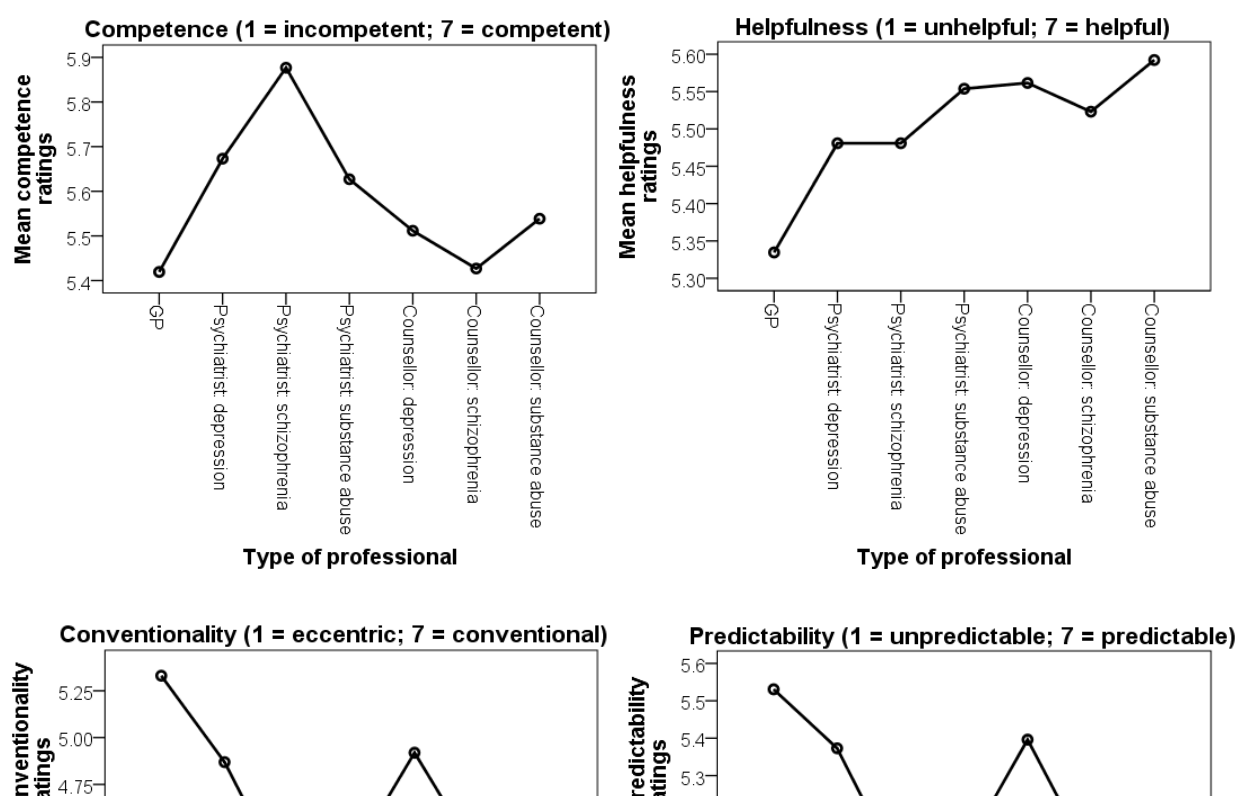 Competence (1 = incompetent; 7 = competent)
Mean competence
ratings
5.9
5.8
5.7
5.6
5.5
5.4
GP
Psychiatrist: depression
Psychiatrist: schizophrenia
Psychiatrist: substance abuse
Counsellor: depression
Counsellor: schizophrenia
Counsellor: substance abuse
Type of professional
Helpfulness (1 = unhelpful; 7 = helpful)
Mean helpfulness
ratings
5.60
5.55
5.50
5.45
5.40
5.35
5.30
GP
Psychiatrist: depression
Psychiatrist: schizophrenia
Psychiatrist: substance abuse
Counsellor: depression
Counsellor: schizophrenia
Counsellor: substance abuse
Type of professional
Conventionality (1 = eccentric; 7 = conventional)
nventionality
atings
5.25
5.00
4.75
Predictability (1 = unpredictable; 7 = predictable)
redictability
atings
5.6
5.5
5.4
5.3